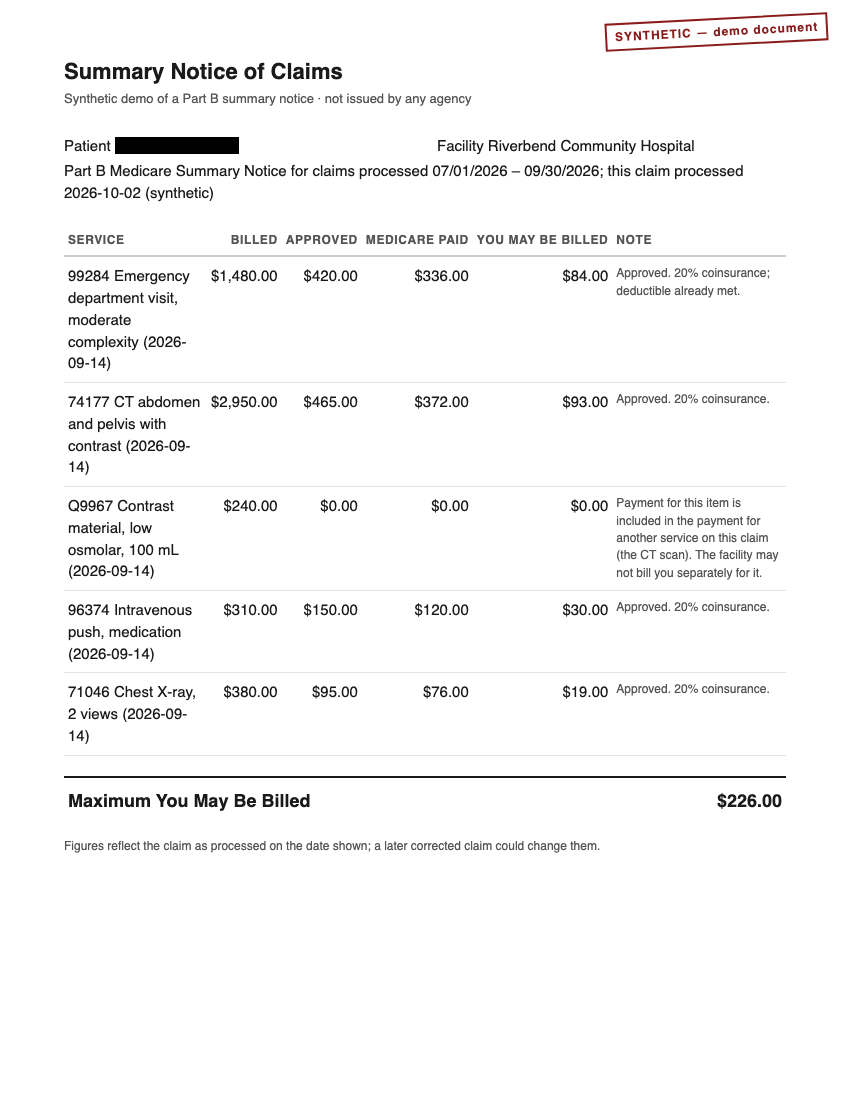 SYNTHETIC — demo document
Summary Notice of Claims
Synthetic demo of a Part B summary notice · not issued by any agency
Patient
Facility Riverbend Community Hospital
Part B Medicare Summary Notice for claims processed 07/01/2026 – 09/30/2026; this claim processed
2026-10-02 (synthetic)
SERVICE BILLED APPROVED MEDICARE PAID YOU MAY BE BILLED NOTE
99284 Emergency $1,480.00 $420.00 $336.00 $84.00 Approved. 20% coinsurance;
department visit, deductible already met.
moderate
complexity (2026-
09-14)
74177 CT abdomen $2,950.00 $465.00 $372.00 $93.00 Approved. 20% coinsurance.
and pelvis with
contrast (2026-09-
14)
Q9967 Contrast $240.00 $0.00 $0.00 $0.00 Payment for this item is
material, low included in the payment for
osmolar, 100 mL another service on this claim
(2026-09-14) (the CT scan). The facility may
not bill you separately for it.
96374 Intravenous $310.00 $150.00 $120.00 $30.00 Approved. 20% coinsurance.
push, medication
(2026-09-14)
71046 Chest X-ray, $380.00 $95.00 $76.00 $19.00 Approved. 20% coinsurance.
2 views (2026-09-
14)
Maximum You May Be Billed $226.00
Figures reflect the claim as processed on the date shown; a later corrected claim could change them.